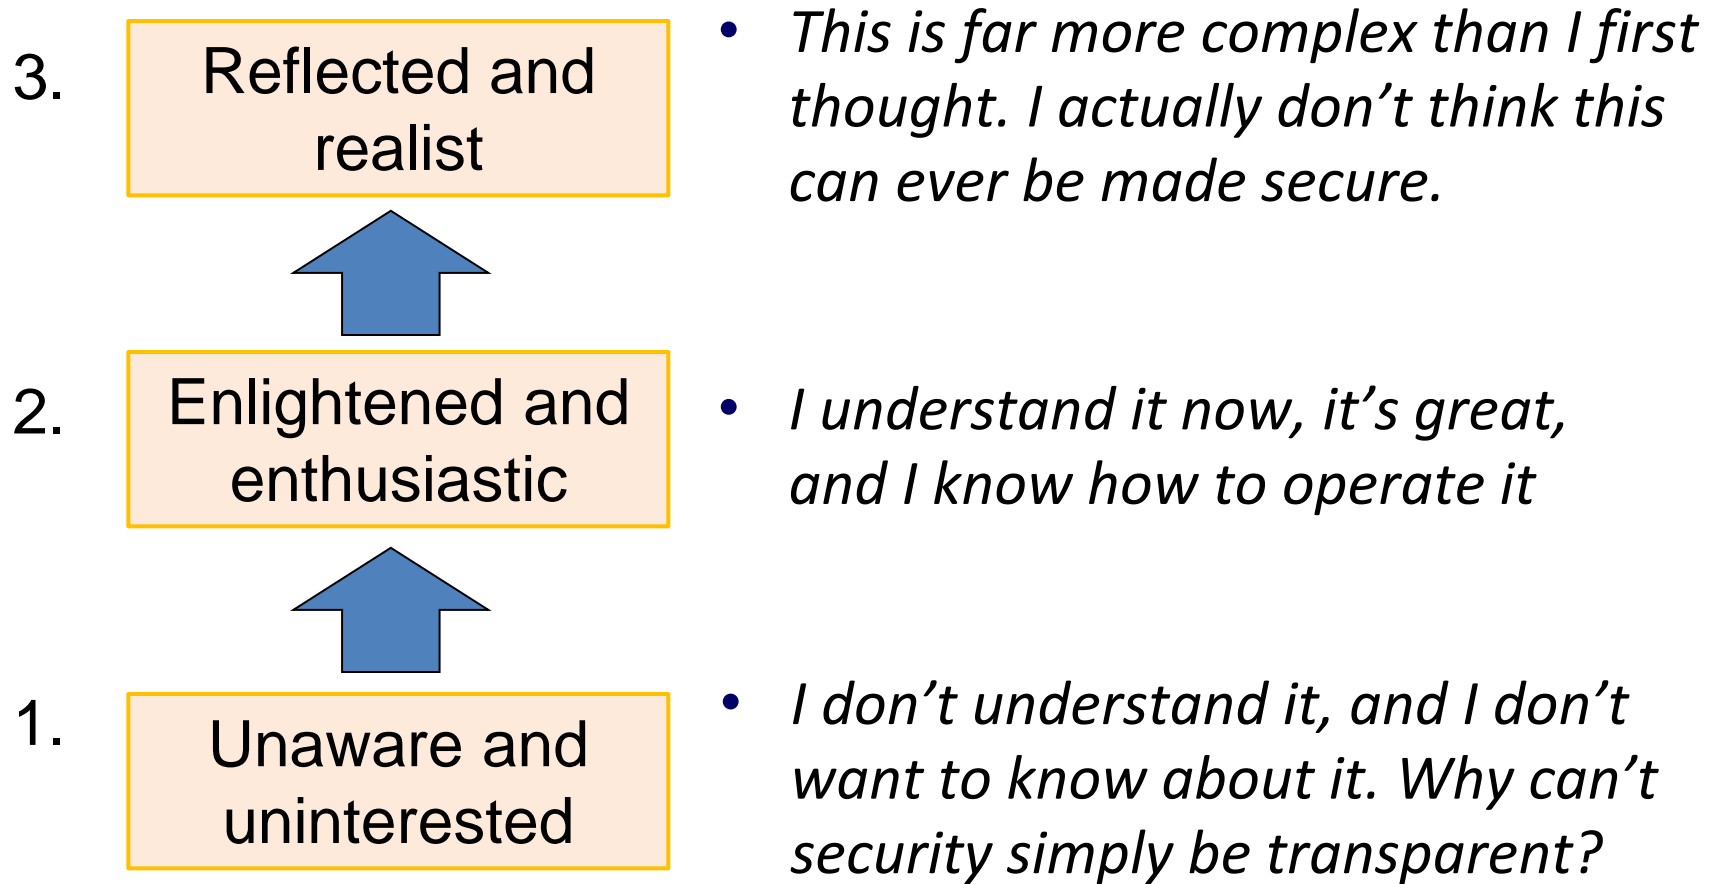 3.
Reflected and
realist
• This is far more complex than I first
thought. I actually don’t think this
can ever be made secure.
2.
Enlightened and
enthusiastic
• I understand it now, it’s great,
and I know how to operate it
1.
Unaware and
uninterested
• I don’t understand it, and I don’t
want to know about it. Why can’t
security simply be transparent?